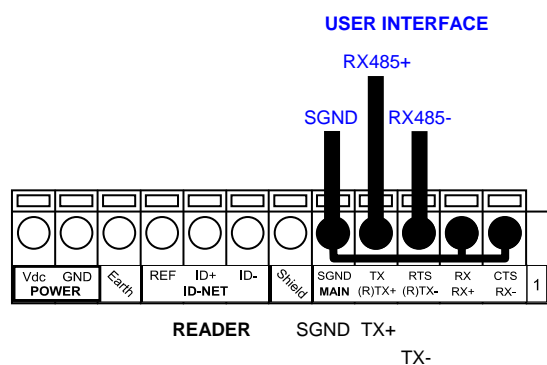 USER INTERFACE
RX485+
SGND RX485-
Vdc GND Earth REF ID+ ID- Shield SGND TX RTS RX CTS 1
POWER ID-NET MAIN (R)TX+ (R)TX- RX+ RX-
READER SGND TX+
TX-